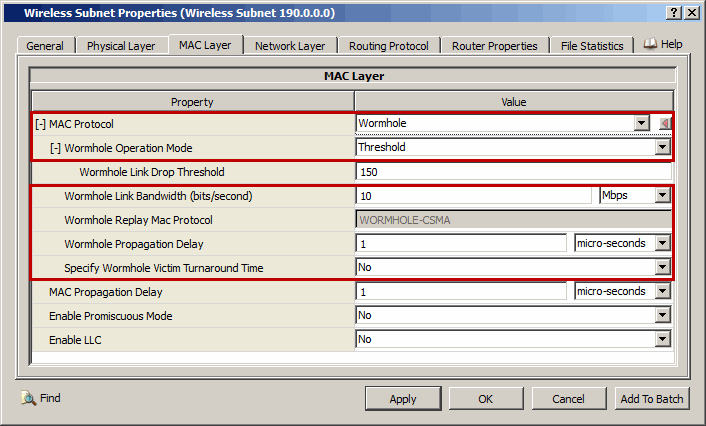 Wireless Subnet Properties (Wireless Subnet 190.0.0.0)
General Physical Layer MAC Layer Network Layer Routing Protocol Router Properties File Statistics Help
MAC Layer
Property Value
[-] MAC Protocol Wormhole
[-] Wormhole Operation Mode Threshold
Wormhole Link Drop Threshold 150
Wormhole Link Bandwidth (bits/second) 10 Mbps
Wormhole Replay Mac Protocol WORMHOLE-CSMA
Wormhole Propagation Delay 1 micro-seconds
Specify Wormhole Victim Turnaround Time No
MAC Propagation Delay 1 micro-seconds
Enable Promiscuous Mode No
Enable LLC No
Find Apply OK Cancel Add To Batch